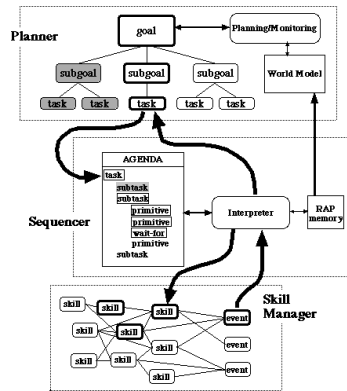 Planner
goal
Planning/Monitoring
subgoal
subgoal
subgoal
World Model
task
task
task
task
task
AGENDA
task
subtask
subtask
primitive
primitive
wait-for
primitive
subtask
Sequencer
Interpreter
RAP
memory
Skill
Manager
skill
skill
skill
event
skill
skill
skill
event
skill
skill
skill
event